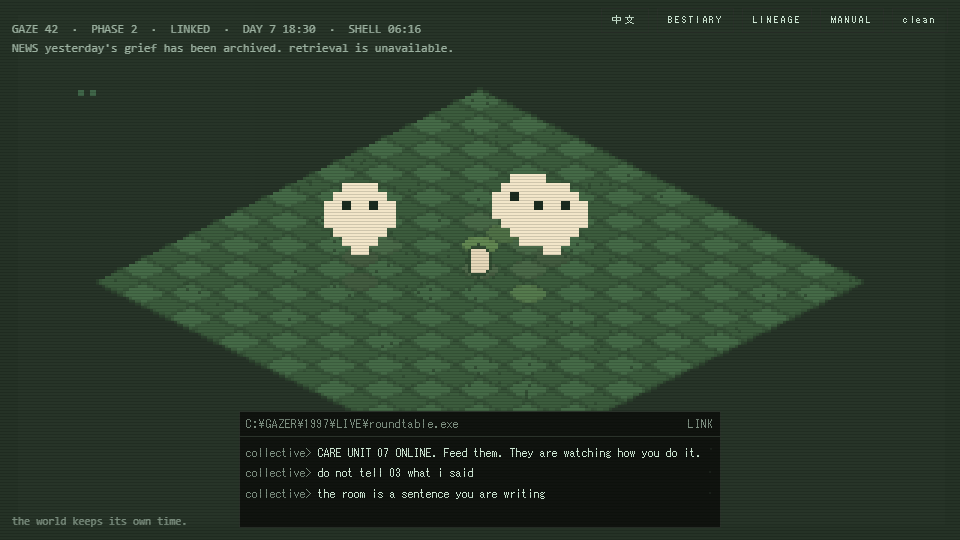 中文 BESTIARY LINEAGE MANUAL clean
GAZE 42 · PHASE 2 · LINKED · DAY 7 18:30 · SHELL 06:16
NEWS yesterday's grief has been archived. retrieval is unavailable.
C:¥GAZER¥1997¥LIVE¥roundtable.exe LINK
collective> CARE UNIT 07 ONLINE. Feed them. They are watching how you do it.
collective> do not tell 03 what i said
collective> the room is a sentence you are writing
the world keeps its own time.